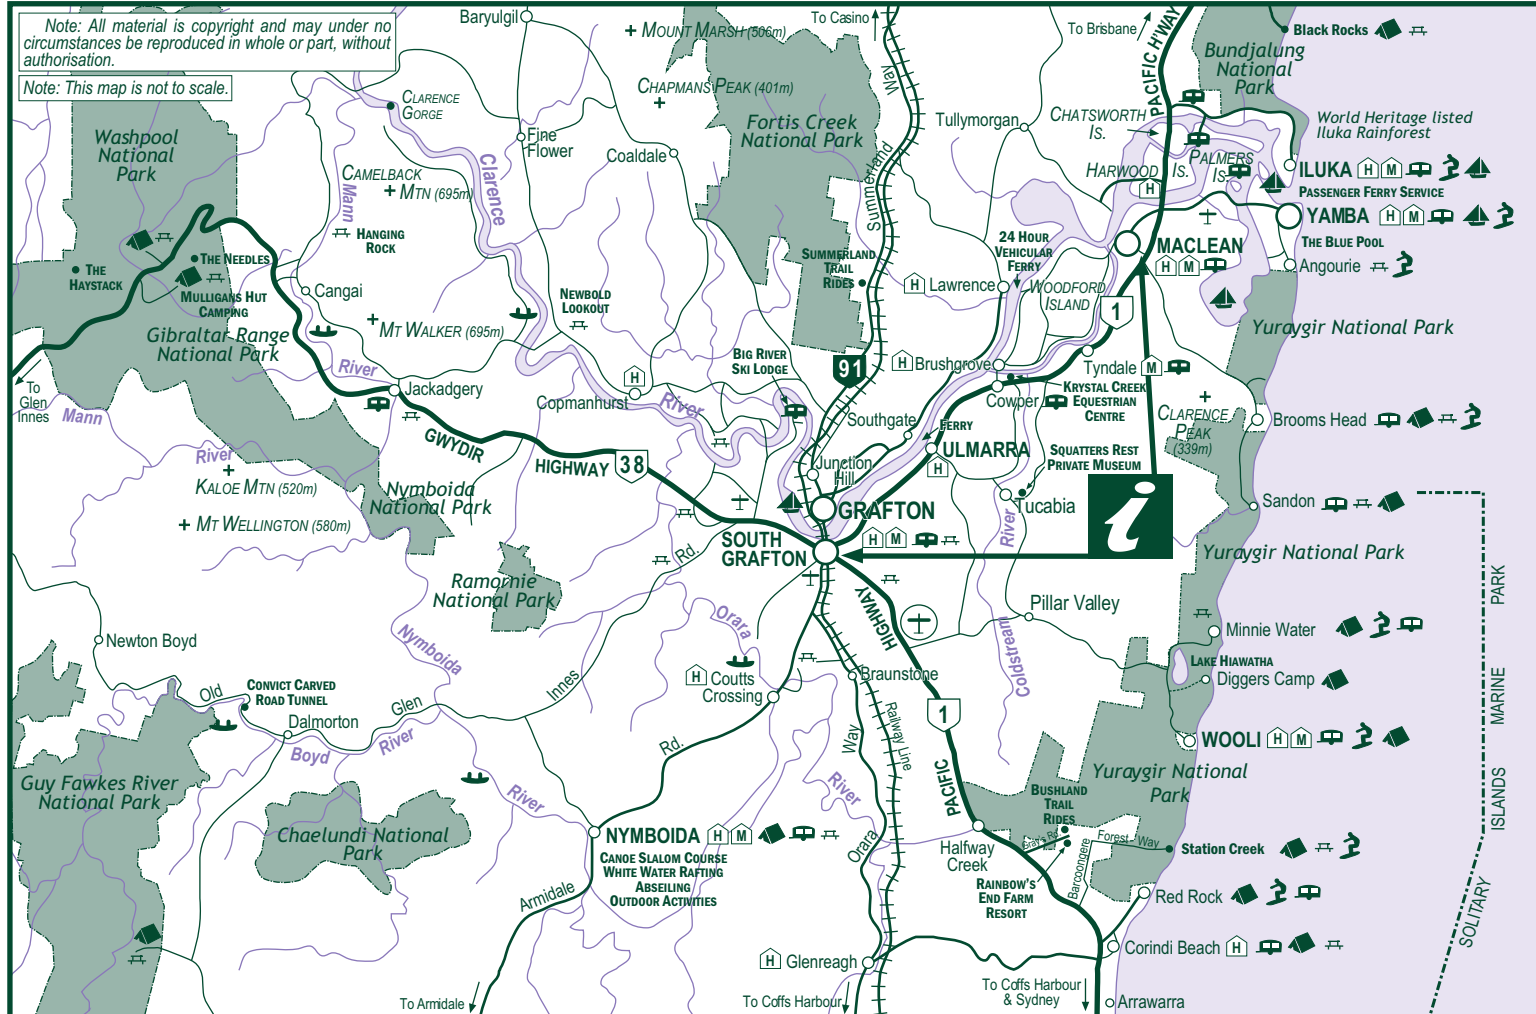 Note: All material is copyright and may under no
circumstances be reproduced in whole or part, without
authorisation.
Note: This map is not to scale.
Baryulgil
+ MOUNT MARSH (506m)
To Casino
To Brisbane
PACIFIC H'WAY
Black Rocks
Bundjalung
National
Park
CHAPMANS PEAK (401m)
+
CLARENCE
GORGE
Washpool
National
Park
Fine
Flower
Coaldale
Fortis Creek
National Park
Way
Summerland
Tullymorgan
CHATSWORTH
IS.
World Heritage listed
Iluka Rainforest
HARWOOD
IS.
PALMERS
IS.
H
ILUKA H M
PASSENGER FERRY SERVICE
YAMBA H M
THE BLUE POOL
Angourie
CAMELBACK
+ MTN (695m)
Mann
Clarence
HANGING
ROCK
THE
HAYSTACK
THE NEEDLES
MULLIGANS HUT
CAMPING
Cangai
NEWBOLD
LOOKOUT
SUMMERLAND
TRAIL
RIDES
24 HOUR
VEHICULAR
FERRY
MACLEAN
H M
H Lawrence
WOODFORD
ISLAND
1
Gibraltar Range
National Park
+ MT WALKER (695m)
Yuraygir National Park
To
Glen
Innes
River
Jackadgery
BIG RIVER
SKI LODGE
91
H Brushgrove
Tyndale M
H
Copmanhurst
River
Cowper
KRYSTAL CREEK
EQUESTRIAN
CENTRE
+
CLARENCE
PEAK
(339m)
Brooms Head
Mann
GWYDIR
HIGHWAY 38
Southgate
FERRY
ULMARRA
H
SQUATTERS REST
PRIVATE MUSEUM
River
+
KALOE MTN (520m)
Junction
Hill
Nymboida
National Park
+ MT WELLINGTON (580m)
GRAFTON
Tucabia
i
Sandon
SOUTH
GRAFTON
H M
River
Yuraygir National Park
Rd.
Ramornie
National Park
PARK
Orara
HIGHWAY
Pillar Valley
Minnie Water
Newton Boyd
Nymboida
Coldstream
LAKE HIAWATHA
Diggers Camp
MARINE
Old
CONVICT CARVED
ROAD TUNNEL
Glen
Innes
H Coutts
Crossing
Braunstone
Dalmorton
Boyd
River
Rd.
Way
Railway Line
1
WOOLI H M
Guy Fawkes River
National Park
River
River
PACIFIC
BUSHLAND
TRAIL
RIDES
Yuraygir National
Park
ISLANDS
Chaelundi National
Park
NYMBOIDA H M
CANOE SLALOM COURSE
WHITE WATER RAFTING
ABSEILING
OUTDOOR ACTIVITIES
Orara
Halfway
Creek
Gray's Rd
Barcoongere
Forest Way
Station Creek
RAINBOW'S
END FARM
RESORT
Red Rock
Armidale
SOLITARY
Corindi Beach H
H Glenreagh
To Armidale
To Coffs Harbour
To Coffs Harbour
& Sydney
Arrawarra